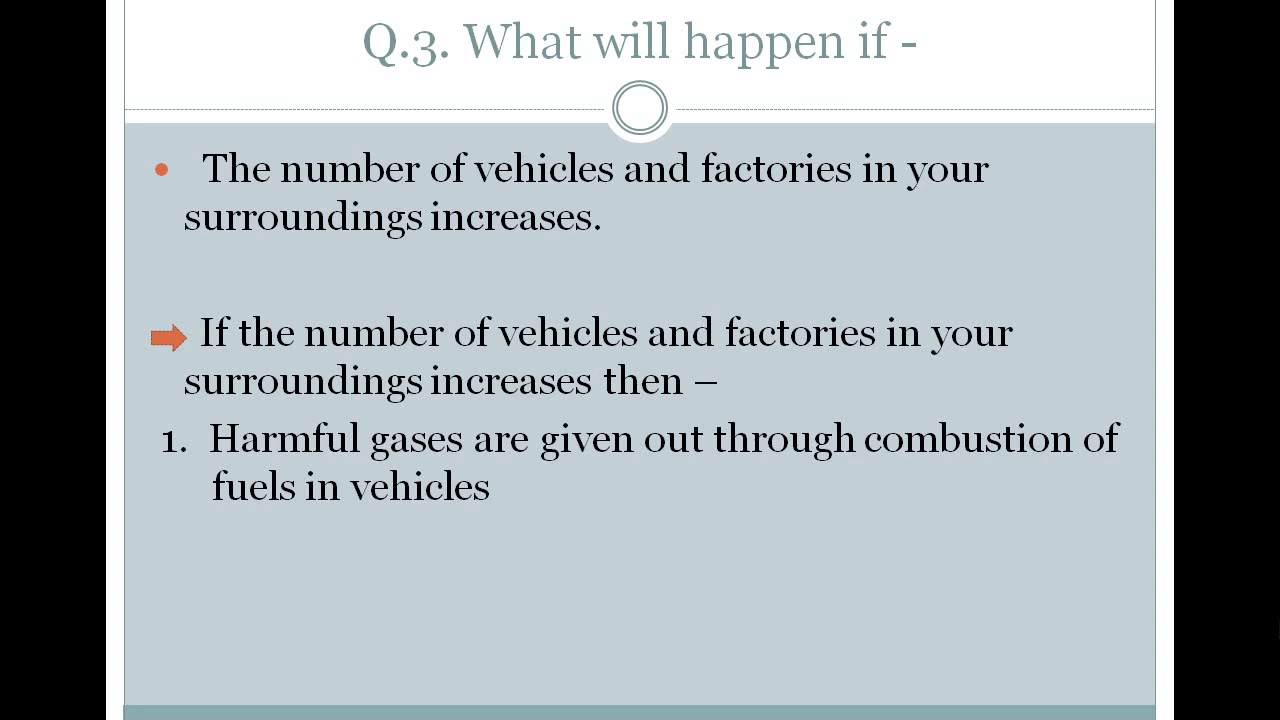 Q.3. What will happen if -
• The number of vehicles and factories in your
surroundings increases.
If the number of vehicles and factories in your
surroundings increases then –
1. Harmful gases are given out through combustion of
fuels in vehicles